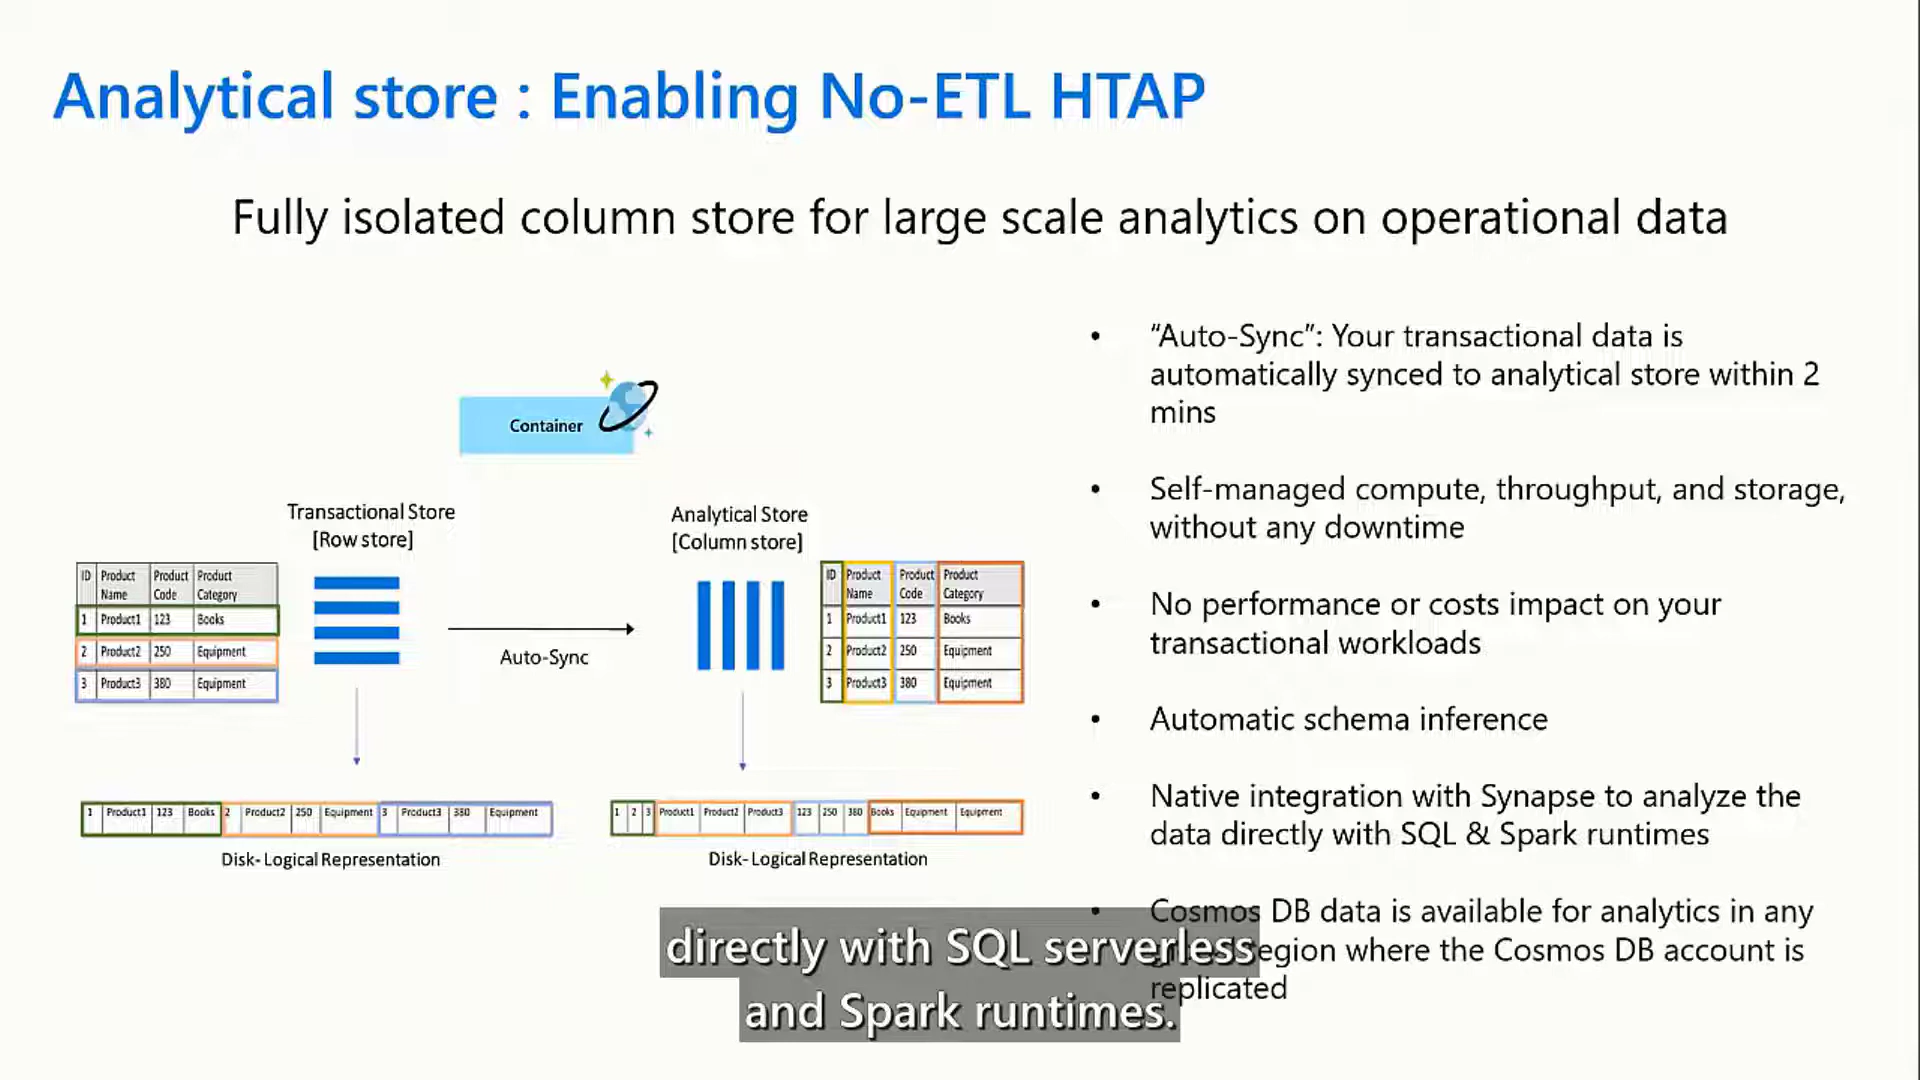 Analytical store : Enabling No-ETL HTAP
Fully isolated column store for large scale analytics on operational data
Container
Transactional Store
[Row store]
ID Product Name Product Code Product Category
1 Product1 123 Books
2 Product2 250 Equipment
3 Product3 380 Equipment
Auto-Sync
Analytical Store
[Column store]
ID Product Name Product Code Product Category
1 Product1 123 Books
2 Product2 250 Equipment
3 Product3 380 Equipment
1 Product1 123 Books 2 Product2 250 Equipment 3 Product3 380 Equipment
Disk- Logical Representation
1 2 3 Product1 Product2 Product3 123 250 380 Books Equipment Equipment
Disk- Logical Representation
• “Auto-Sync”: Your transactional data is
automatically synced to analytical store within 2
mins
• Self-managed compute, throughput, and storage,
without any downtime
• No performance or costs impact on your
transactional workloads
• Automatic schema inference
• Native integration with Synapse to analyze the
data directly with SQL & Spark runtimes
• Cosmos DB data is available for analytics in any
region where the Cosmos DB account is
replicated
directly with SQL serverless
and Spark runtimes.